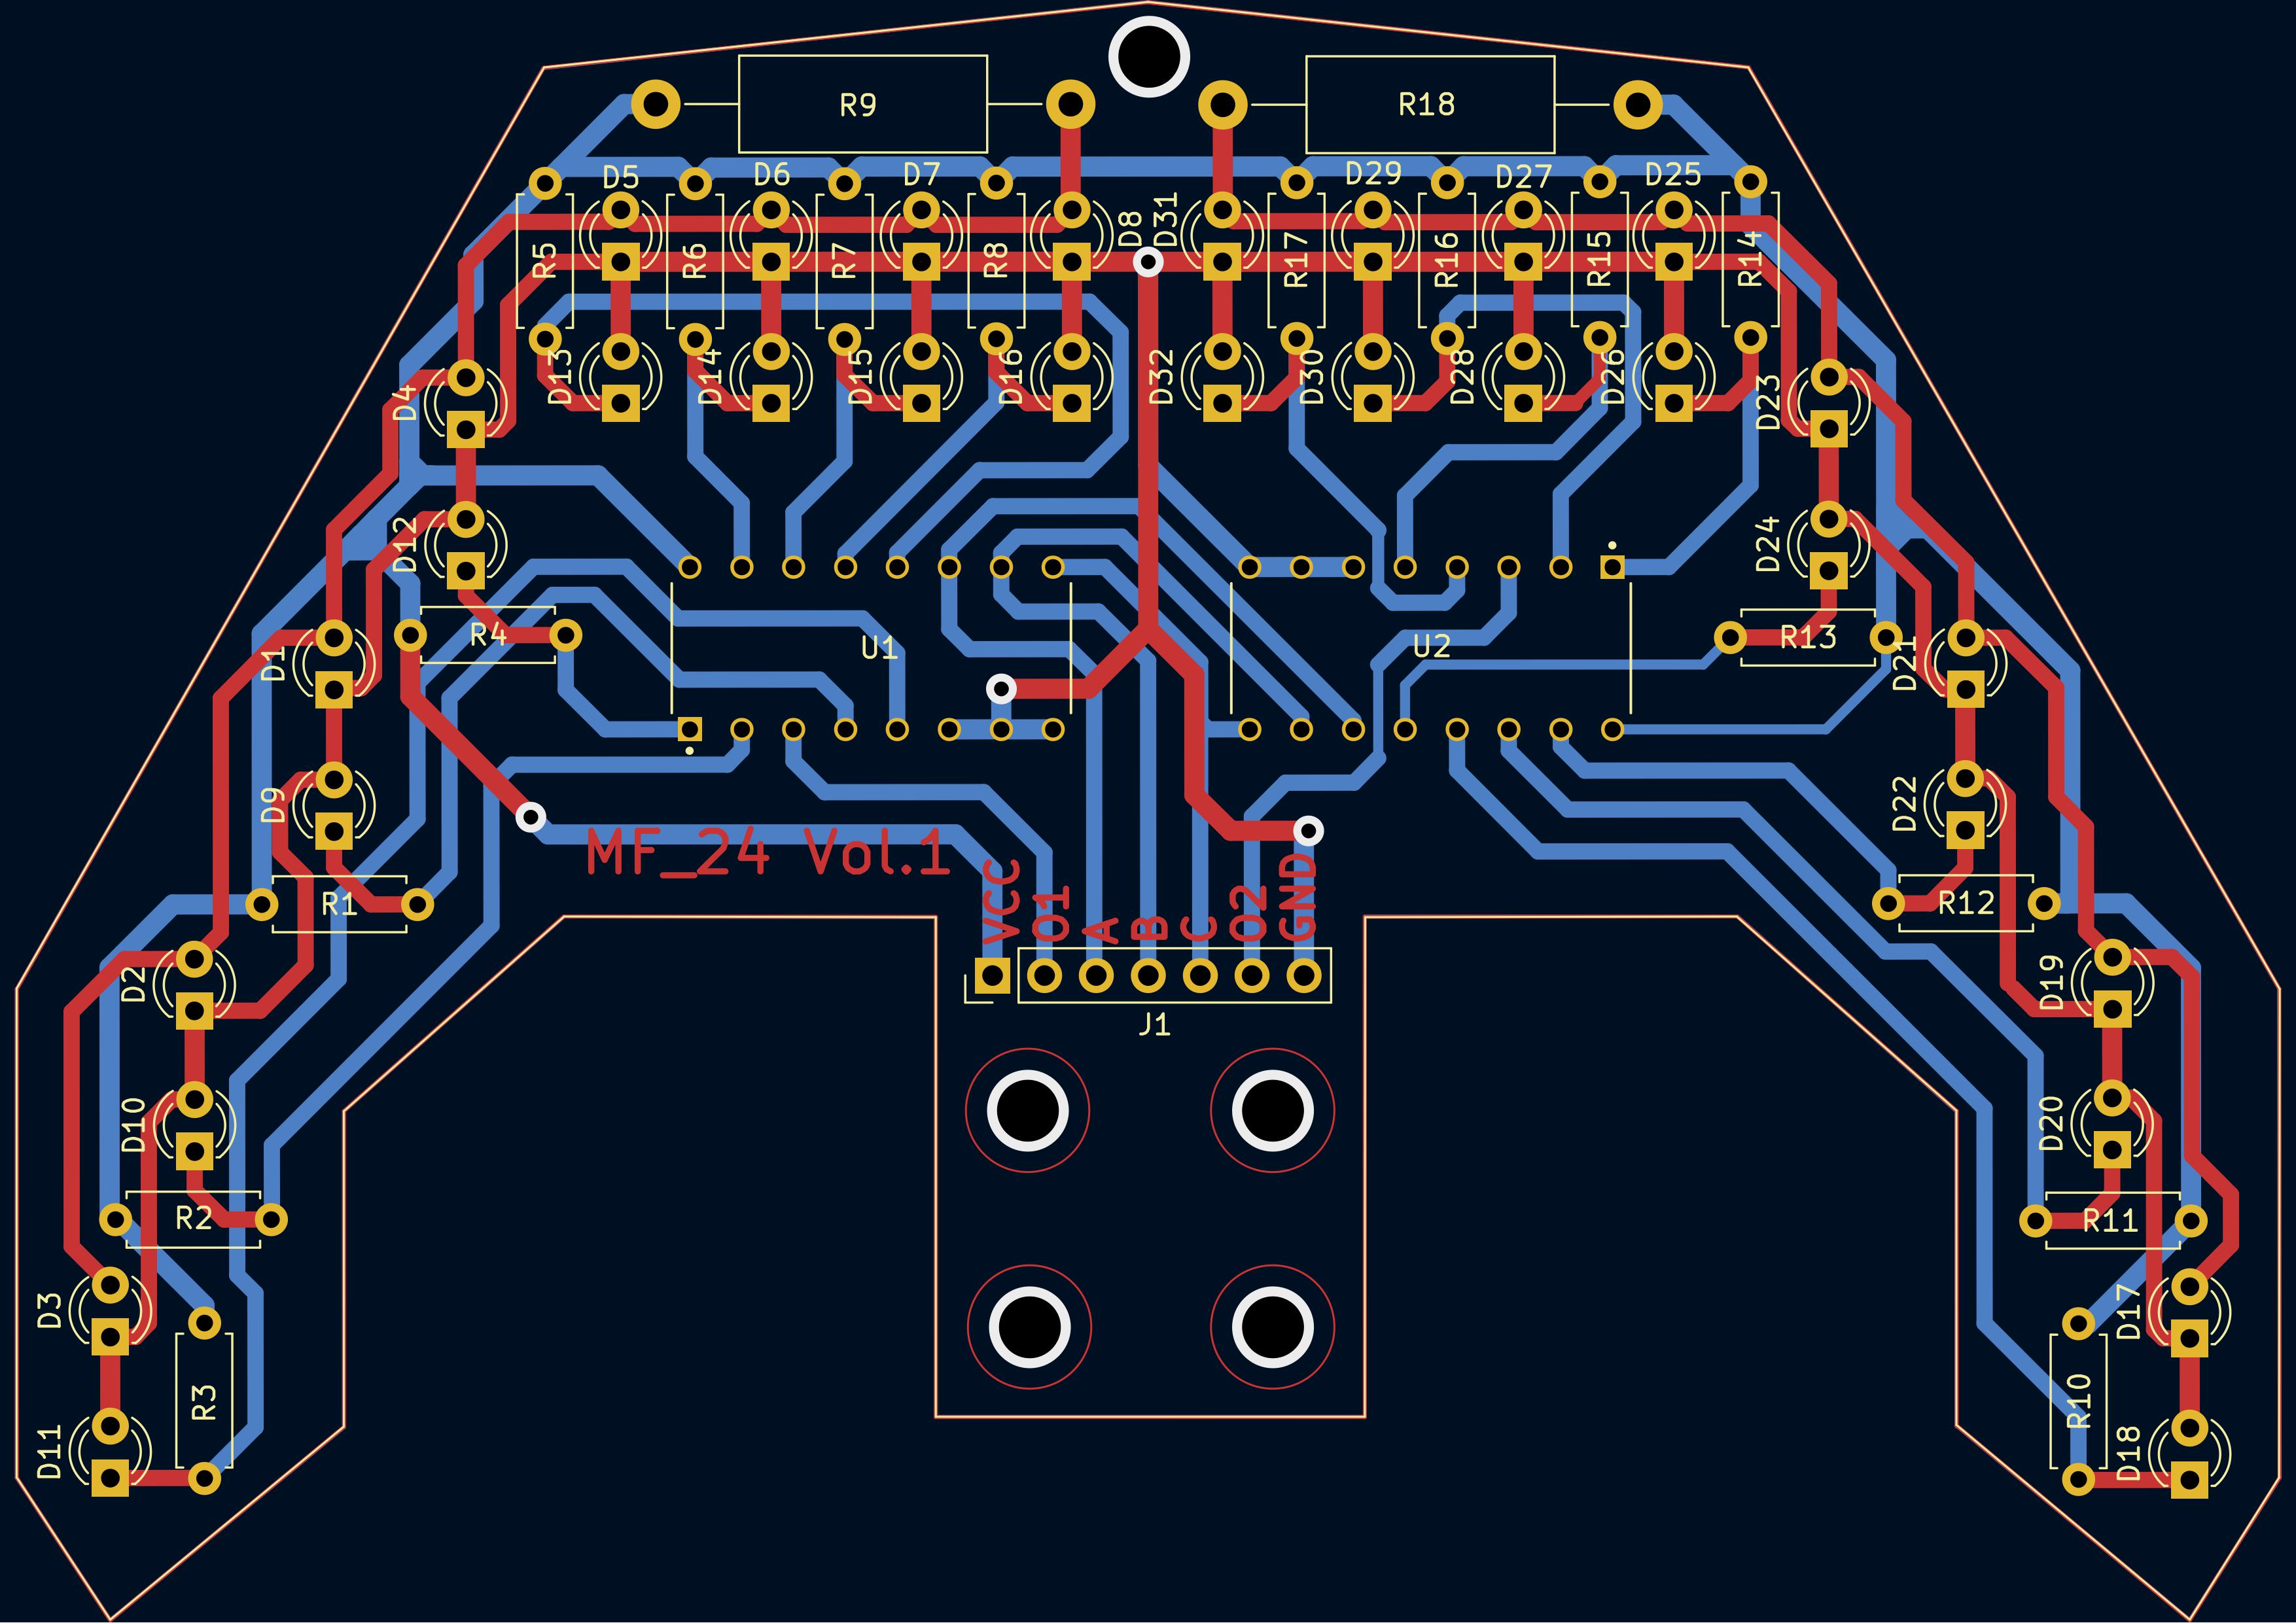 R9
R18
D5
D6
D7
D8
D31
D29
D27
D25
R5
R6
R7
R8
R17
R16
R15
R14
D4
D13
D14
D15
D16
D32
D30
D28
D26
D23
D12
D24
D1
R4
U1
U2
R13
D21
D9
D22
MF_24 Vol.1
R1
VCC
O1
A
B
C
O2
GND
R12
D2
D19
J1
D10
D20
R2
R11
D3
D17
R3
R10
D11
D18